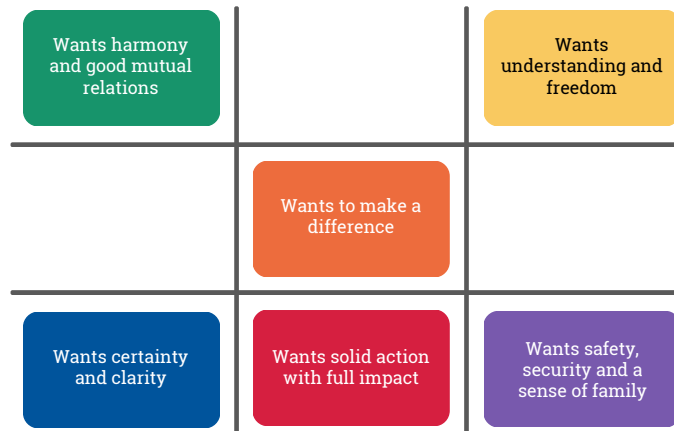 Wants harmony
and good mutual
relations
Wants
understanding and
freedom
Wants to make a
difference
Wants certainty
and clarity
Wants solid action
with full impact
Wants safety,
security and a
sense of family